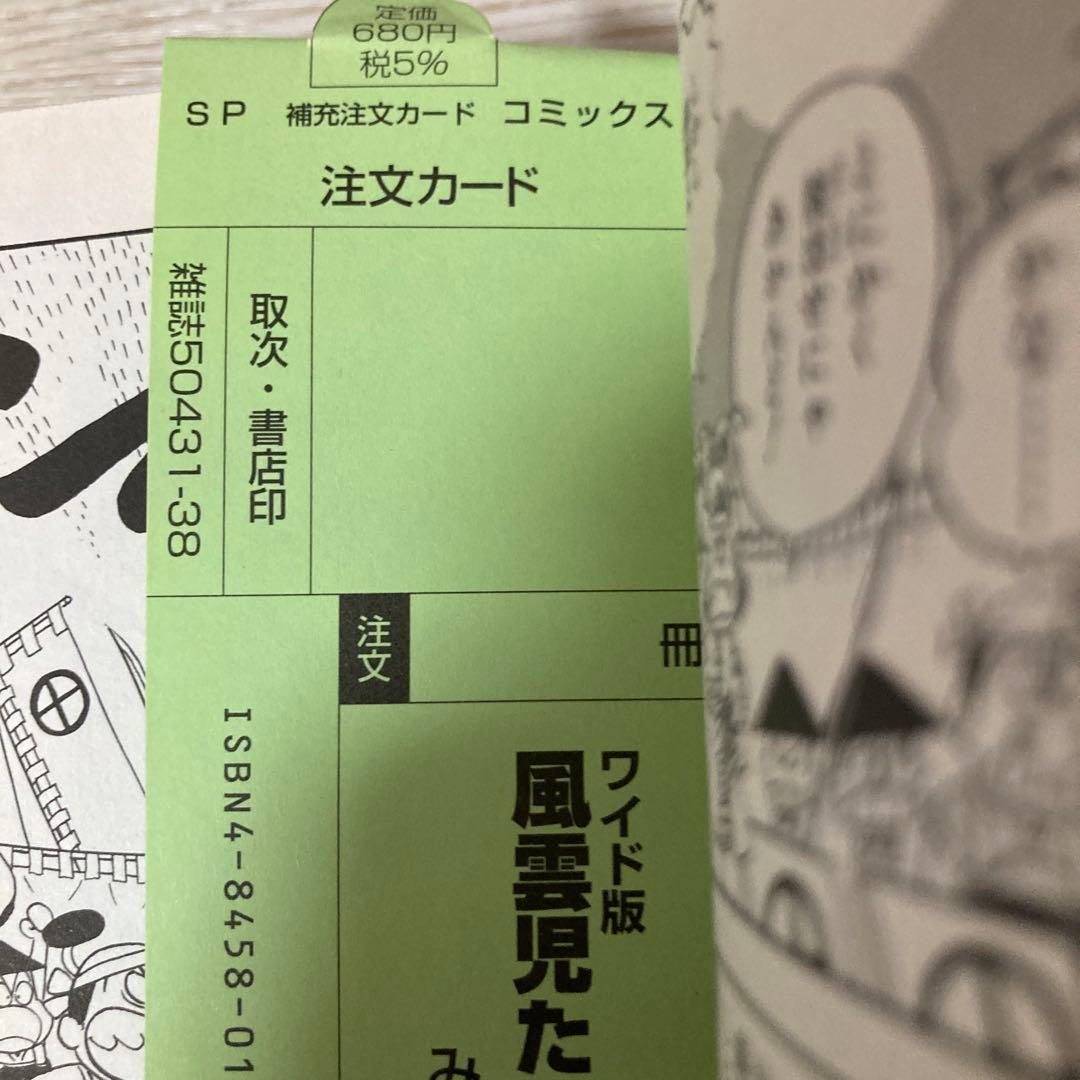 定価
680円
税5%
SP 補充注文カード コミックス
注文カード
取次・書店印
雑誌50431-38
注文
冊
ワイド版
風雲児た
み
ISBN4-8458-01